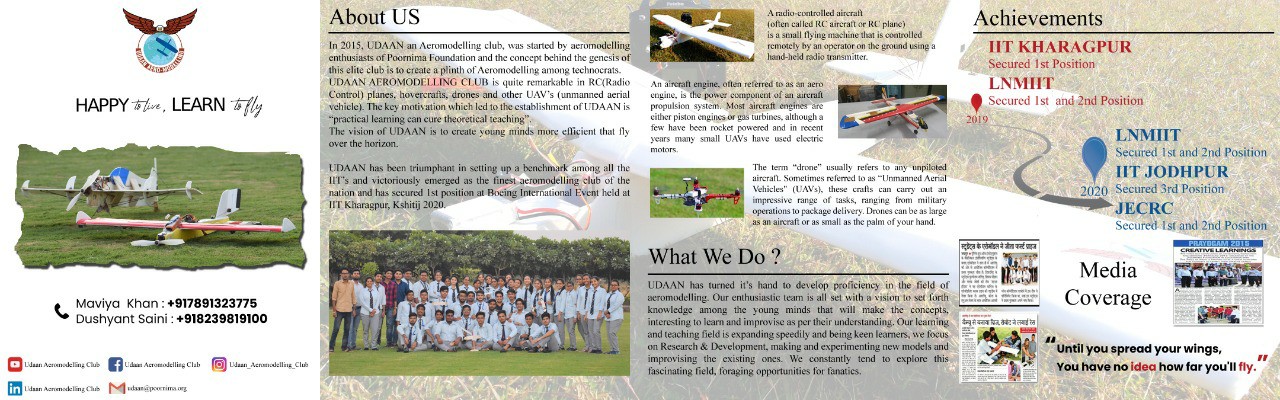 UDAAN AERO-MODELLING
HAPPY to live, LEARN to fly
Maviya Khan : +917891323775
Dushyant Saini : +918239819100
Udaan Aeromodelling Club
Udaan Aeromodelling Club
Udaan_Aeromodelling_Club
Udaan Aeromodelling Club
udaan@poornima.org
About US
In 2015, UDAAN an Aeromodelling club, was started by aeromodelling
enthusiasts of Poornima Foundation and the concept behind the genesis of
this elite club is to create a plinth of Aeromodelling among technocrats.
UDAAN AEROMODELLING CLUB is quite remarkable in RC(Radio
Control) planes, hovercrafts, drones and other UAV's (unmanned aerial
vehicle). The key motivation which led to the establishment of UDAAN is
“practical learning can cure theoretical teaching”.
The vision of UDAAN is to create young minds more efficient that fly
over the horizon.
UDAAN has been triumphant in setting up a benchmark among all the
IIT's and victoriously emerged as the finest aeromodelling club of the
nation and has secured 1st position at Boeing International Event held at
IIT Kharagpur, Kshitij 2020.
A radio-controlled aircraft
(often called RC aircraft or RC plane)
is a small flying machine that is controlled
remotely by an operator on the ground using a
hand-held radio transmitter.
An aircraft engine, often referred to as an aero
engine, is the power component of an aircraft
propulsion system. Most aircraft engines are
either piston engines or gas turbines, although a
few have been rocket powered and in recent
years many small UAVs have used electric
motors.
The term “drone” usually refers to any unpiloted
aircraft. Sometimes referred to as “Unmanned Aerial
Vehicles” (UAVs), these crafts can carry out an
impressive range of tasks, ranging from military
operations to package delivery. Drones can be as large
as an aircraft or as small as the palm of your hand.
What We Do ?
UDAAN has turned it's hand to develop proficiency in the field of
aeromodelling. Our enthusiastic team is all set with a vision to set forth
knowledge among the young minds that will make the concepts,
interesting to learn and improvise as per their understanding. Our learning
and teaching field is expanding speedily and being keen learners, we focus
on Research & Development, making and experimenting new models and
improvising the existing ones. We constantly tend to explore this
fascinating field, foraging opportunities for fanatics.
Achievements
IIT KHARAGPUR
Secured 1st Position
LNMIIT
Secured 1st and 2nd Position
2019
LNMIIT
Secured 1st and 2nd Position
IIT JODHPUR
Secured 3rd Position
2020
JECRC
Secured 1st and 2nd Position
Media
Coverage
PRAYOGAM 2015
CREATIVE LEARNINGS
“Until you spread your wings,
You have no idea how far you'll fly.”